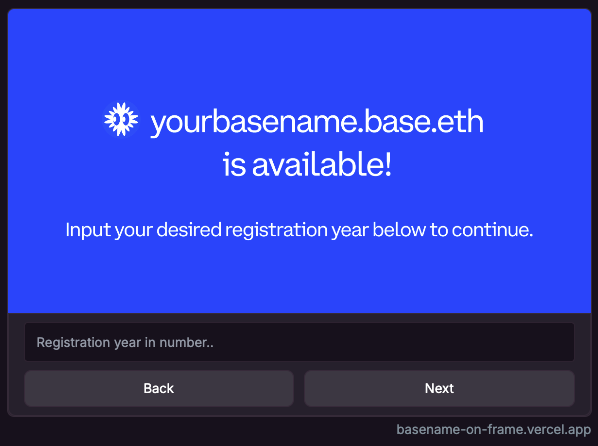 yourbasename.base.eth
is available!
Input your desired registration year below to continue.
Registration year in number..
Back
Next
basename-on-frame.vercel.app